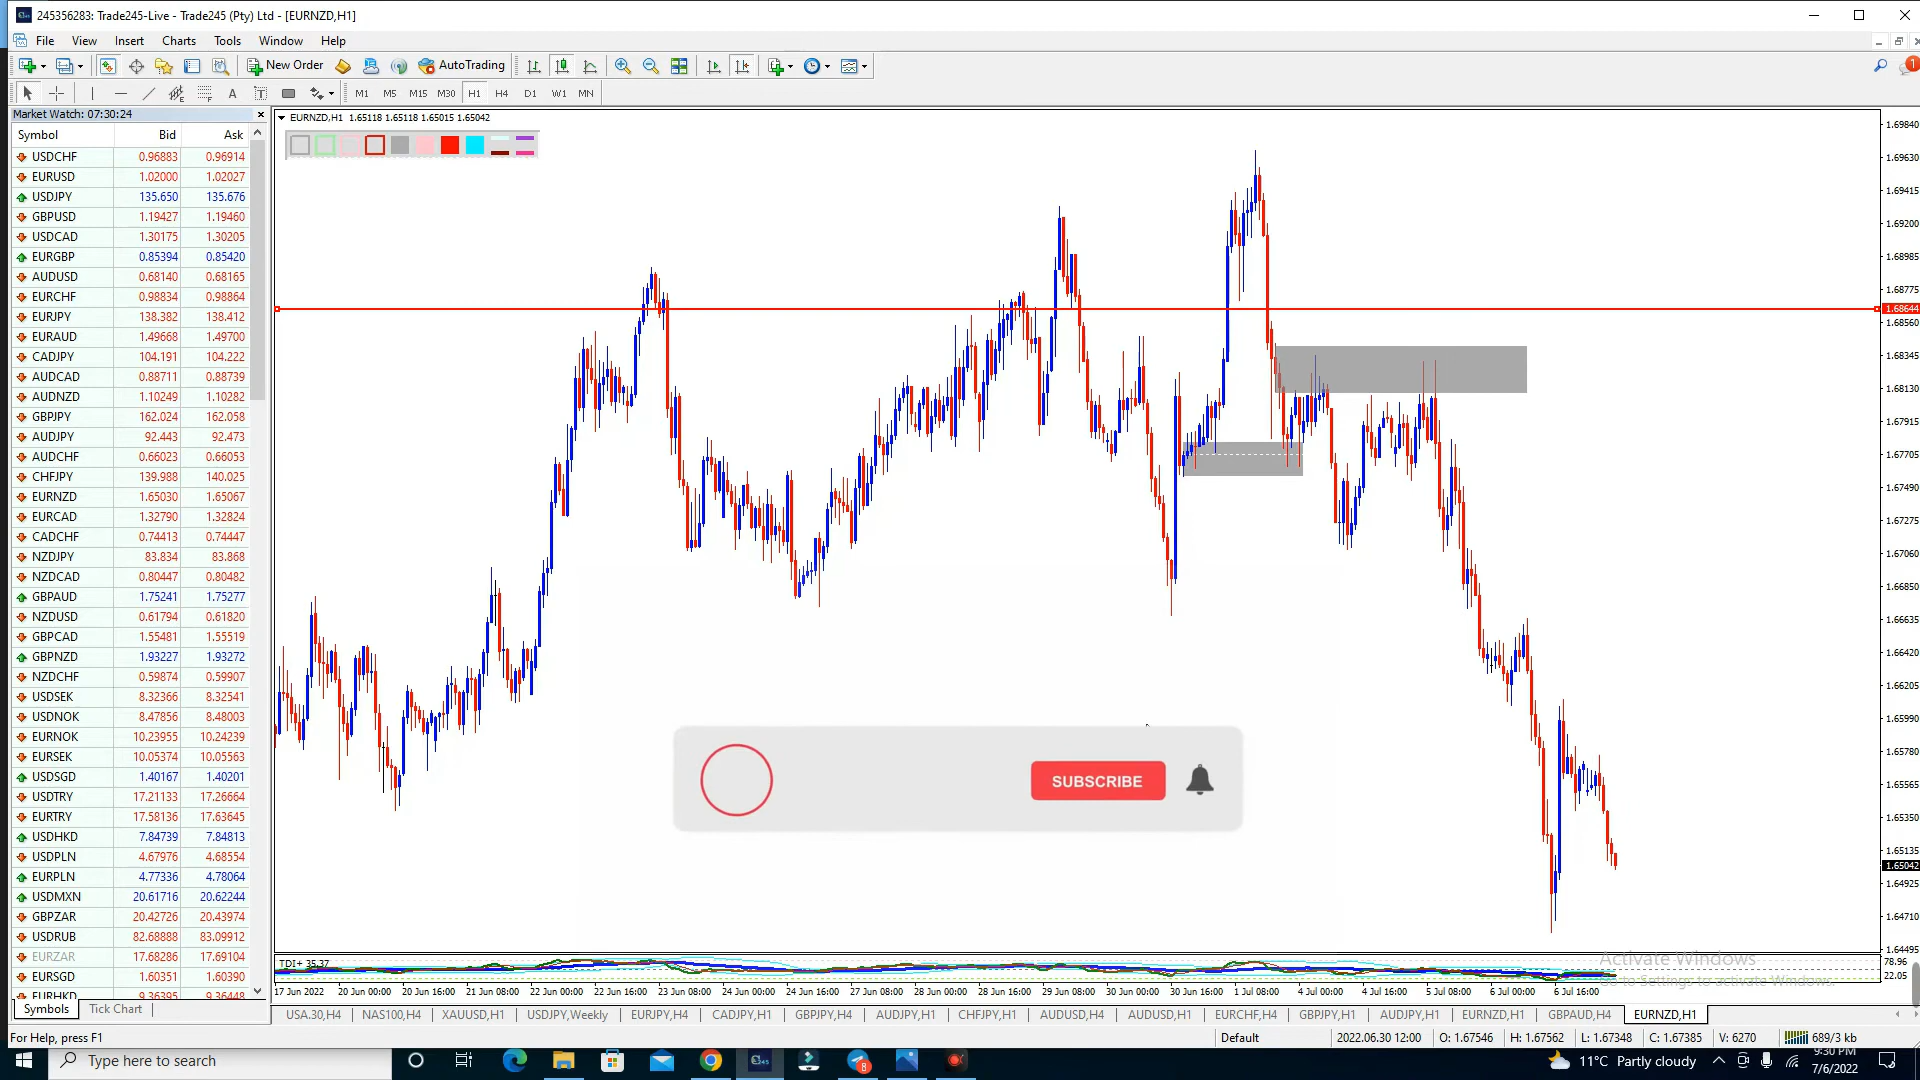 245356283: Trade245-Live - Trade245 (Pty) Ltd - [EURNZD,H1]
File View Insert Charts Tools Window Help
New Order AutoTrading
1
M1 M5 M15 M30 H1 H4 D1 W1 MN
Market Watch: 07:30:24
Symbol Bid Ask
USDCHF 0.96883 0.96914
EURUSD 1.02000 1.02027
USDJPY 135.650 135.676
GBPUSD 1.19427 1.19460
USDCAD 1.30175 1.30205
EURGBP 0.85394 0.85420
AUDUSD 0.68140 0.68165
EURCHF 0.98834 0.98864
EURJPY 138.382 138.412
EURAUD 1.49668 1.49700
CADJPY 104.191 104.222
AUDCAD 0.88711 0.88739
AUDNZD 1.10249 1.10282
GBPJPY 162.024 162.058
AUDJPY 92.443 92.473
AUDCHF 0.66023 0.66053
CHFJPY 139.988 140.025
EURNZD 1.65030 1.65067
EURCAD 1.32790 1.32824
CADCHF 0.74413 0.74447
NZDJPY 83.834 83.868
NZDCAD 0.80447 0.80482
GBPAUD 1.75241 1.75277
NZDUSD 0.61794 0.61820
GBPCAD 1.55481 1.55519
GBPNZD 1.93227 1.93272
NZDCHF 0.59874 0.59907
USDSEK 8.32366 8.32541
USDNOK 8.47856 8.48003
EURNOK 10.23955 10.24239
EURSEK 10.05374 10.05563
USDSGD 1.40167 1.40201
USDTRY 17.21133 17.26664
EURTRY 17.58136 17.63645
USDHKD 7.84739 7.84813
USDPLN 4.67976 4.68554
EURPLN 4.77336 4.78064
USDMXN 20.61716 20.62244
GBPZAR 20.42726 20.43974
USDRUB 82.68888 83.09912
EURZAR 17.68286 17.69104
EURSGD 1.60351 1.60390
EURHKD 9.36395 9.36448
Symbols Tick Chart
EURNZD,H1 1.65118 1.65118 1.65015 1.65042
1.69840
1.69630
1.69415
1.69200
1.68985
1.68775
1.68644
1.68560
1.68345
1.68130
1.67915
1.67705
1.67490
1.67275
1.67060
1.66850
1.66635
1.66420
1.66205
1.65990
1.65780
1.65565
1.65350
1.65135
1.65042
1.64925
1.64710
1.64495
SUBSCRIBE
Activate Windows
Go to Settings to activate Windows.
TDI+ 35.37
78.96
22.05
17 Jun 2022 20 Jun 00:00 20 Jun 16:00 21 Jun 08:00 22 Jun 00:00 22 Jun 16:00 23 Jun 08:00 24 Jun 00:00 24 Jun 16:00 27 Jun 08:00 28 Jun 00:00 28 Jun 16:00 29 Jun 08:00 30 Jun 00:00 30 Jun 16:00 1 Jul 08:00 4 Jul 00:00 4 Jul 16:00 5 Jul 08:00 6 Jul 00:00 6 Jul 16:00
USA.30,H4 NAS100,H4 XAUUSD,H1 USDJPY,Weekly EURJPY,H4 CADJPY,H1 GBPJPY,H4 AUDJPY,H1 CHFJPY,H1 AUDUSD,H4 AUDUSD,H1 EURCHF,H4 GBPJPY,H1 AUDJPY,H1 EURNZD,H1 GBPAUD,H4 EURNZD,H1
For Help, press F1 Default 2022.06.30 12:00 O: 1.67546 H: 1.67562 L: 1.67348 C: 1.67385 V: 6270 689/3 kb
Type here to search
245
8
11°C Partly cloudy
9:30 PM
7/6/2022